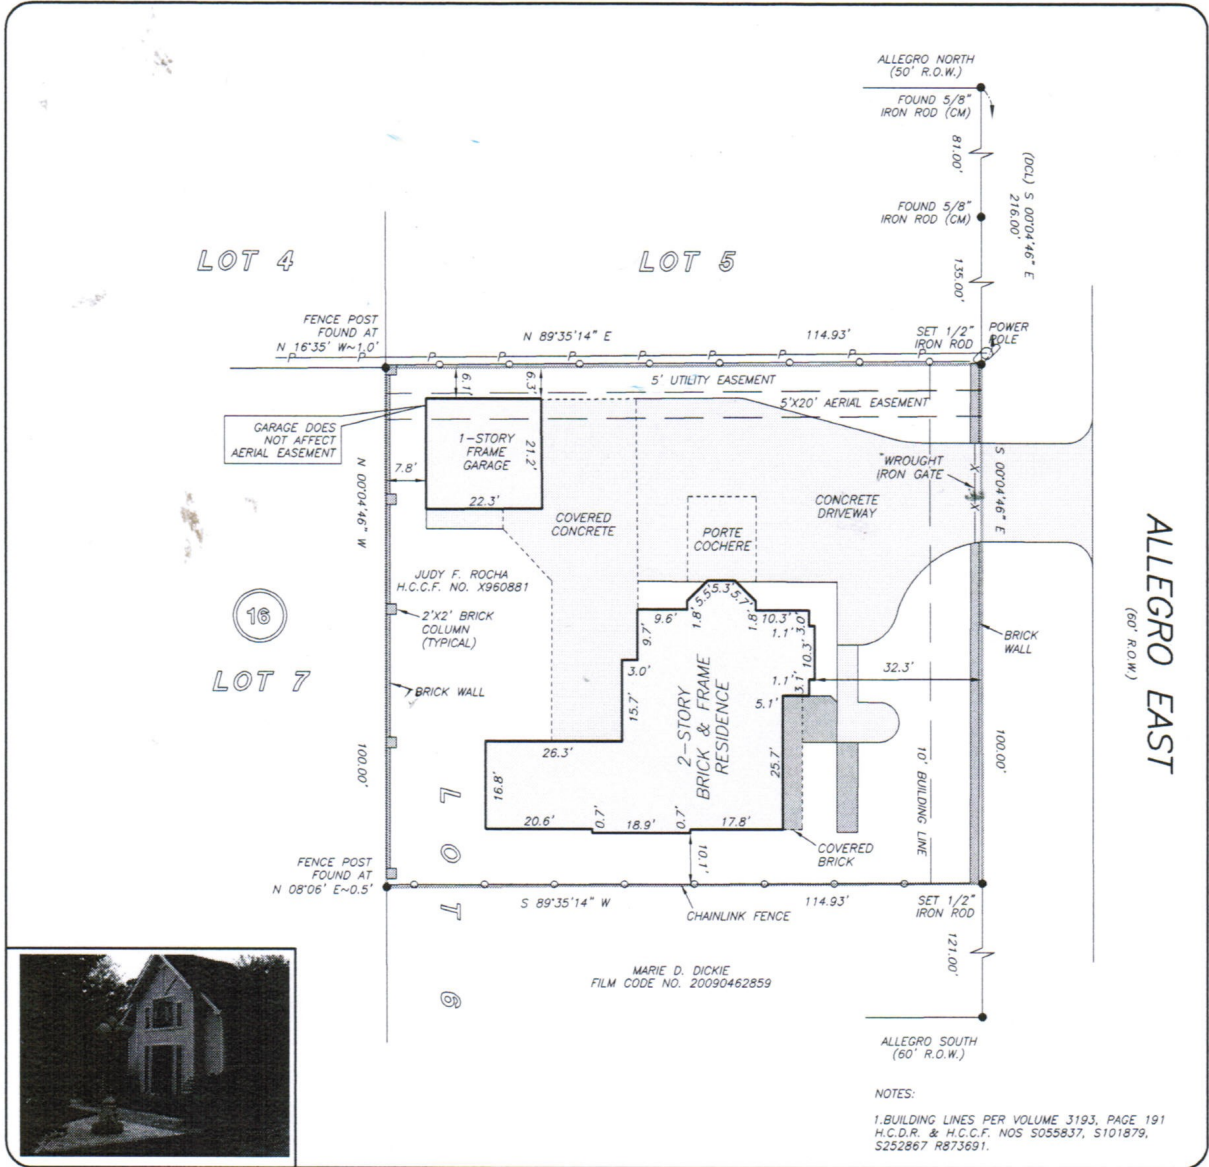 ALLEGRO NORTH
(50' R.O.W.)
FOUND 5/8"
IRON ROD (CM)
81.00'
(DCL) S 00°04'46" E
216.00'
FOUND 5/8"
IRON ROD (CM)
135.00'
LOT 4
LOT 5
FENCE POST
FOUND AT
N 16°35' W~1.0'
N 89°35'14" E
114.93'
SET 1/2"
IRON ROD
POWER
POLE
P P P P P P P P P P
6.1'
6.3'
5' UTILITY EASEMENT
5'X20' AERIAL EASEMENT
GARAGE DOES
NOT AFFECT
AERIAL EASEMENT
1-STORY
FRAME
GARAGE
21.2'
7.8'
22.3'
N 00°04'46" W
COVERED
CONCRETE
PORTE
COCHERE
CONCRETE
DRIVEWAY
WROUGHT
IRON GATE
X
X
S 00°04'46" E
ALLEGRO EAST
(60' R.O.W.)
JUDY F. ROCHA
H.C.C.F. NO. X960881
16
LOT 7
2'X2' BRICK
COLUMN
(TYPICAL)
BRICK WALL
100.00'
9.6'
1.8'
5.5'
5.3'
5.7'
1.8'
10.3'
3.0'
1.1'
9.7'
10.3'
3.0'
1.1'
3.1'
5.1'
15.7'
2-STORY
BRICK & FRAME
RESIDENCE
32.3'
BRICK
WALL
26.3'
16.8'
25.7'
10' BUILDING LINE
100.00'
20.6'
0.7'
18.9'
0.7'
17.8'
10.1'
COVERED
BRICK
LOT 6
FENCE POST
FOUND AT
N 08°06' E~0.5'
S 89°35'14" W
CHAINLINK FENCE
114.93'
SET 1/2"
IRON ROD
121.00'
MARIE D. DICKIE
FILM CODE NO. 20090462859
ALLEGRO SOUTH
(60' R.O.W.)
NOTES:
1.BUILDING LINES PER VOLUME 3193, PAGE 191
H.C.D.R. & H.C.C.F. NOS S055837, S101879,
S252867 R873691.